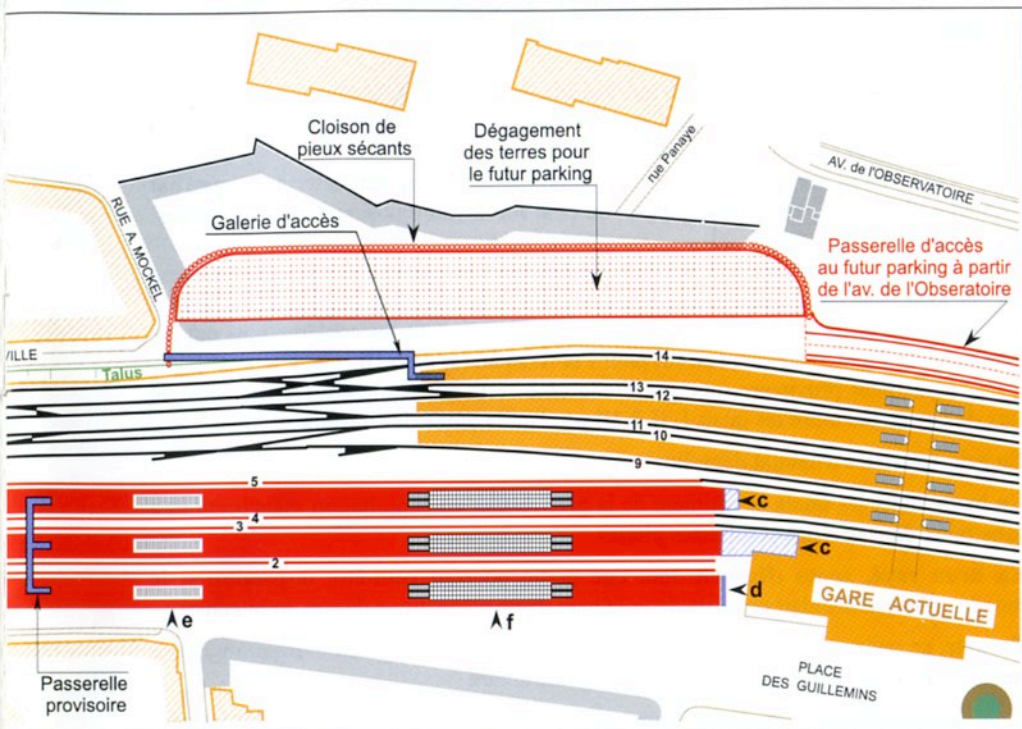 Cloison de
pieux sécants
Dégagement
des terres pour
le futur parking
rue Panaye
AV. de l'OBSERVATOIRE
RUE A. MOCKEL
Galerie d'accès
Passerelle d'accès
au futur parking à partir
de l'av. de l'Obseratoire
VILLE
Talus
14
13
12
11
10
9
5
4
3
2
c
c
d
e
f
GARE ACTUELLE
PLACE
DES GUILLEMINS
Passerelle
provisoire